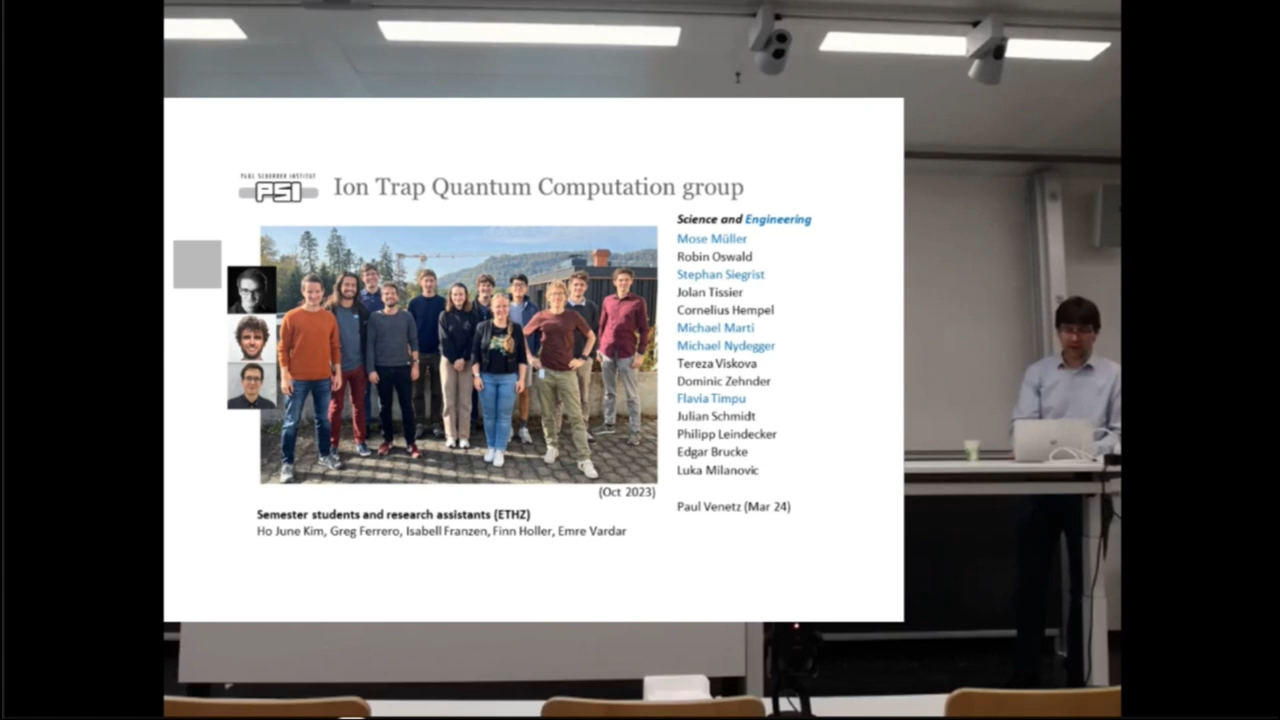 PAUL SCHERRER INSTITUT
PSI
Ion Trap Quantum Computation group
Science and Engineering
Mose Müller
Robin Oswald
Stephan Siegrist
Jolan Tissier
Cornelius Hempel
Michael Marti
Michael Nydegger
Tereza Viskova
Dominic Zehnder
Flavia Timpu
Julian Schmidt
Philipp Leindecker
Edgar Brucke
Luka Milanovic
(Oct 2023)
Paul Venetz (Mar 24)
Semester students and research assistants (ETHZ)
Ho June Kim, Greg Ferrero, Isabell Franzen, Finn Holler, Emre Vardar